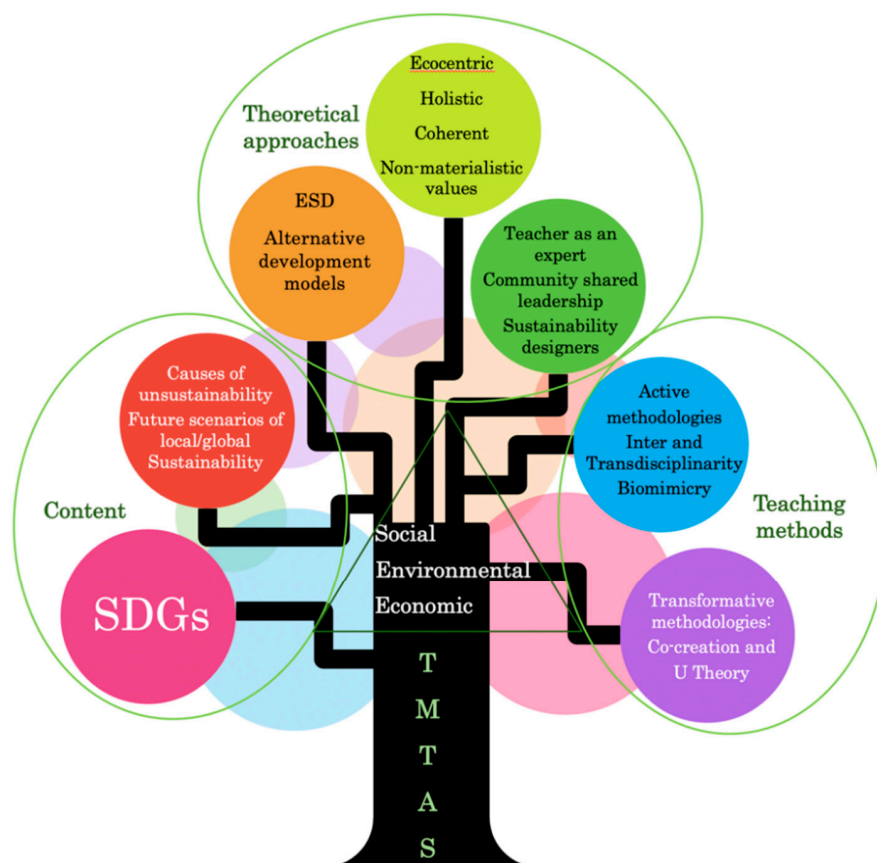 Theoretical
approaches
Ecocentric
Holistic
Coherent
Non-materialistic
values
ESD
Alternative
development
models
Teacher as an
expert
Community shared
leadership
Sustainability
designers
Content
Causes of
unsustainability
Future scenarios of
local/global
Sustainability
SDGs
Teaching
methods
Active
methodologies
Inter and
Transdisciplinarity
Biomimicry
Transformative
methodologies:
Co-creation and
U Theory
Social
Environmental
Economic
T
M
T
A
S